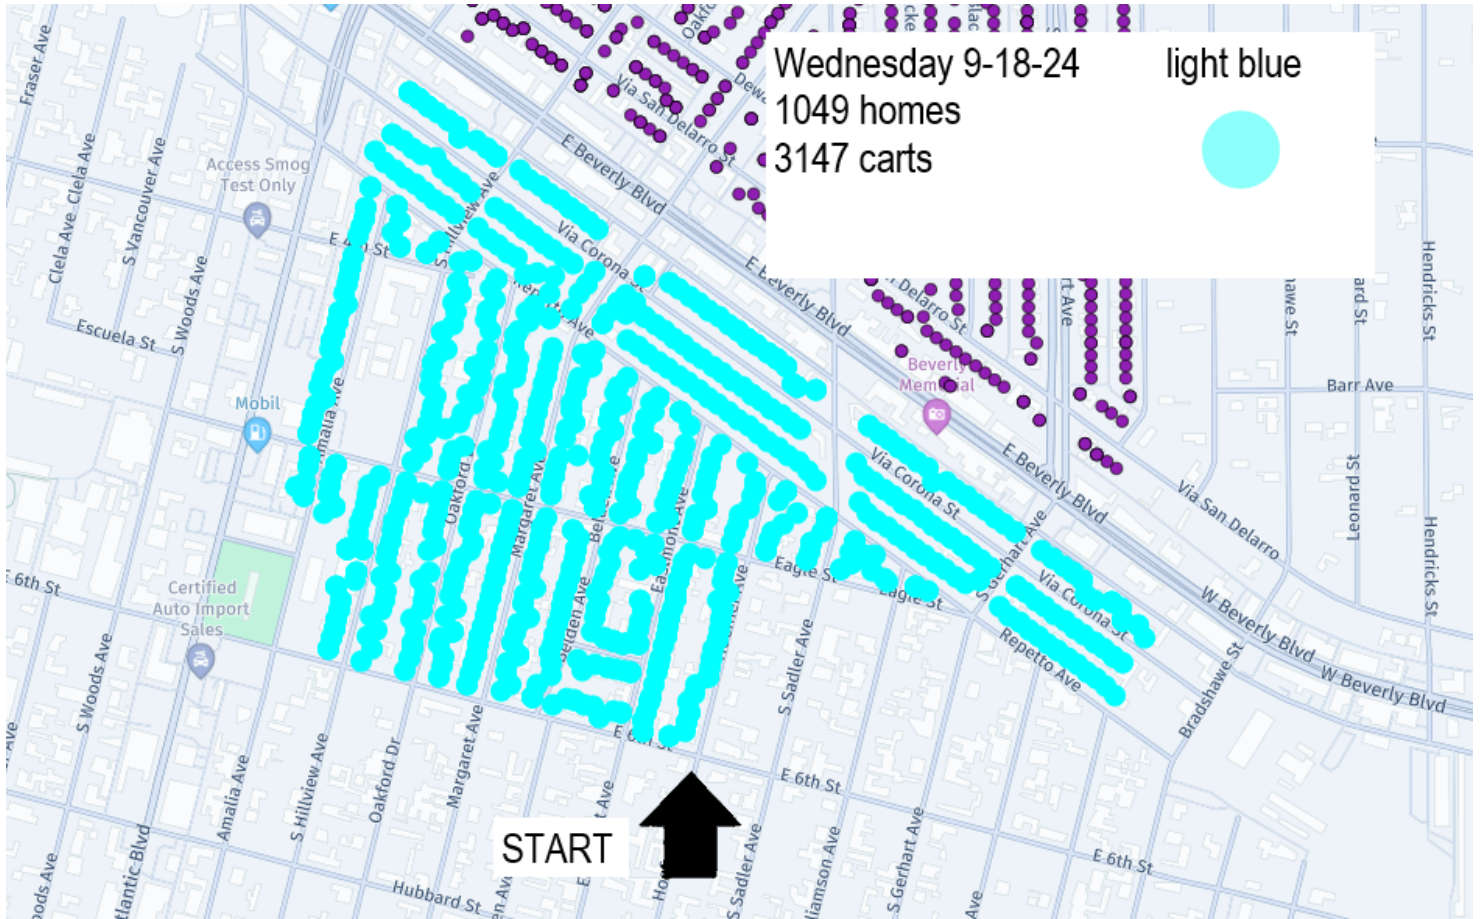 Wednesday 9-18-24 light blue
1049 homes
3147 carts
Fraser Ave
Clela Ave
Clela Ave
S Vancouver Ave
S Woods Ave
Access Smog
Test Only
Via San Delarro St
E Beverly Blvd
Via Corona St
E Beverly Blvd
Escuela St
Mobil
Beverly
Hendricks St
Barr Ave
Leonard St
Hendricks St
Via Corona St
E Beverly Blvd
Via San Delarro
Margaret Ave
Eastmont Ave
S Gerhart Ave
Eagle St
Eagle St
Via Corona St
W Beverly Blvd
W Beverly Blvd
Repetto Ave
Bradshawe St
Certified
Auto Import
Sales
E 6th St
S Woods Ave
S Sadler Ave
Amalia Ave
S Hillview Ave
Oakford Dr
Margaret Ave
E 6th St
E 6th St
START
Hubbard St
S Sadler Ave
S Gerhart Ave
E 6th St